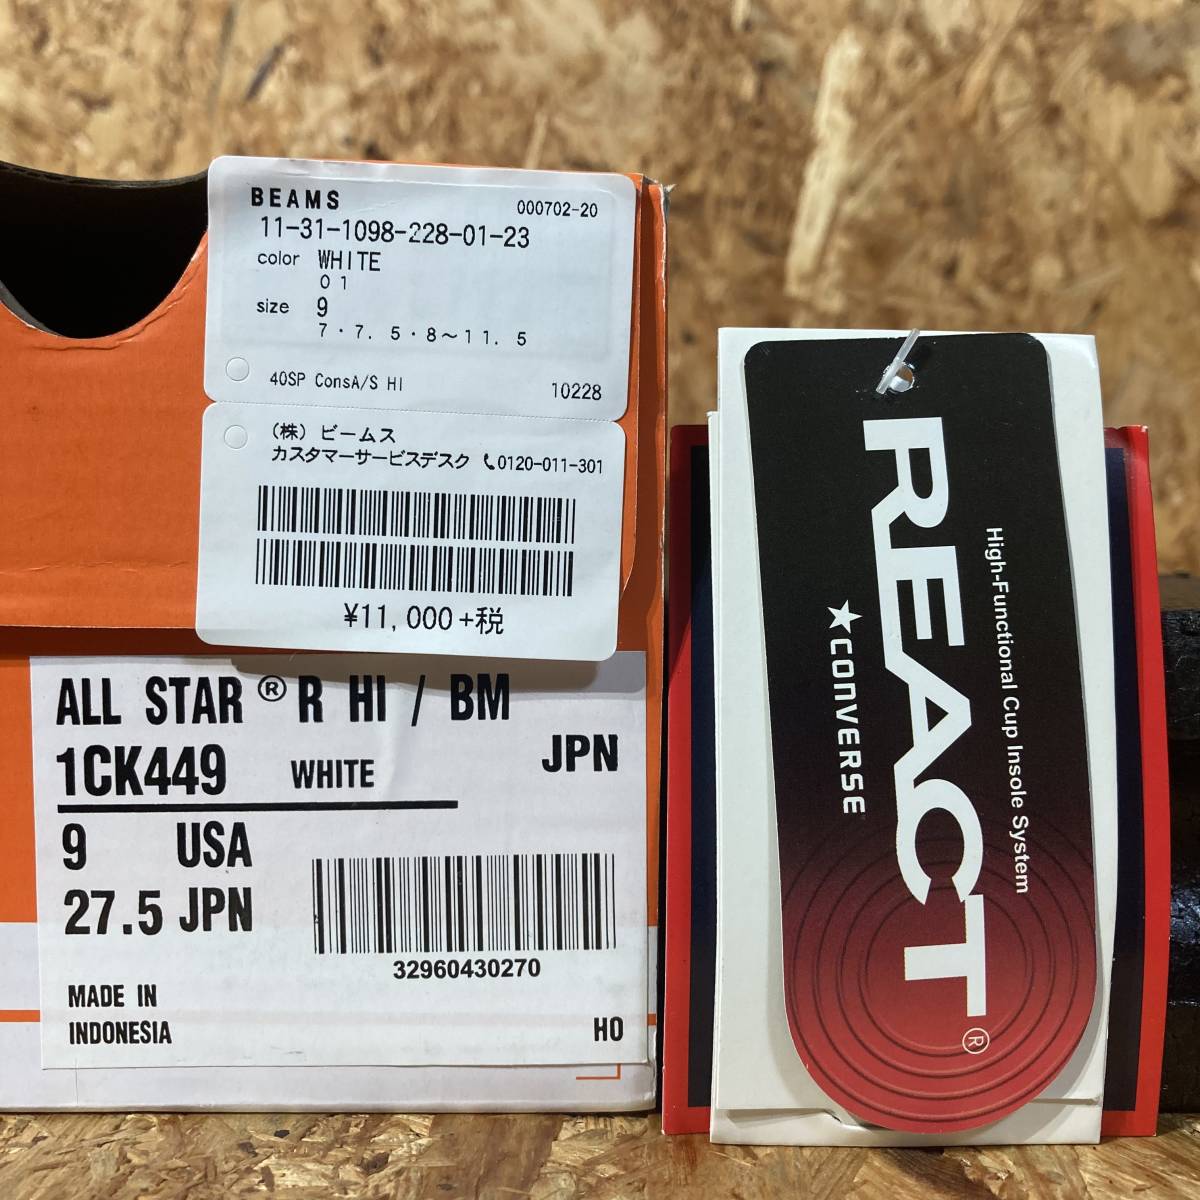 BEAMS 000702-20
11-31-1098-228-01-23
color WHITE
01
size 9
7・7.5・8～11.5
40SP ConsA/S HI 10228
(株)ビームス
カスタマーサービスデスク 0120-011-301
¥11,000+税
ALL STAR® R HI / BM
1CK449 WHITE JPN
9 USA
27.5 JPN
32960430270
MADE IN
INDONESIA
HO
High-Functional Cup Insole System
REACT®
★CONVERSE